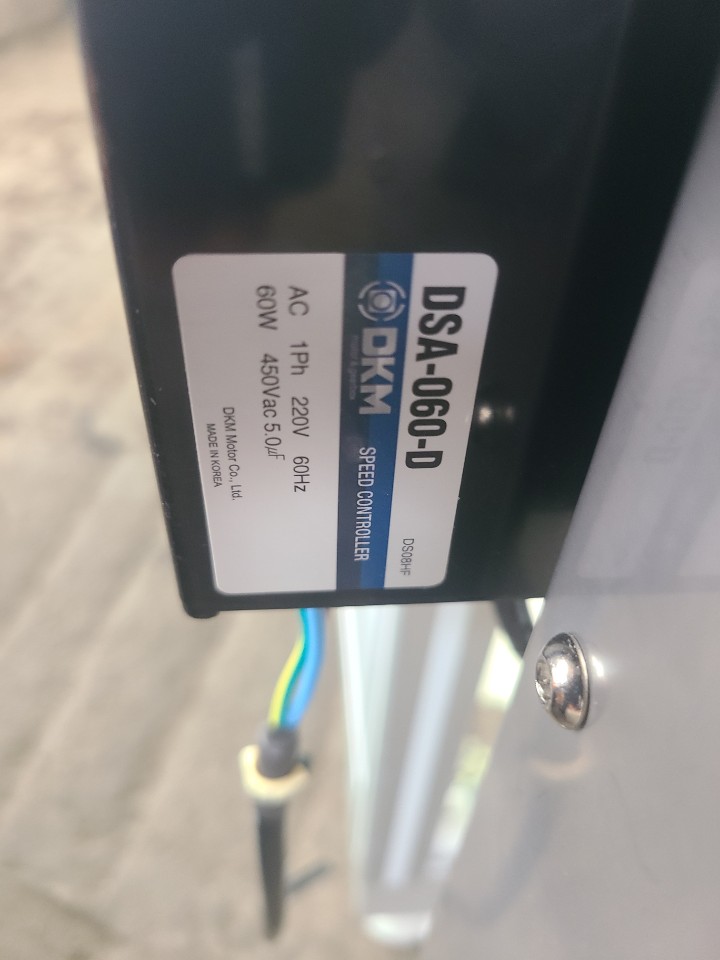 DSA-060-D
DS08HF
DKM
SPEED CONTROLLER
AC 1Ph 220V 60Hz
60W 450Vac 5.0㎌
DKM Motor Co., Ltd.
MADE IN KOREA